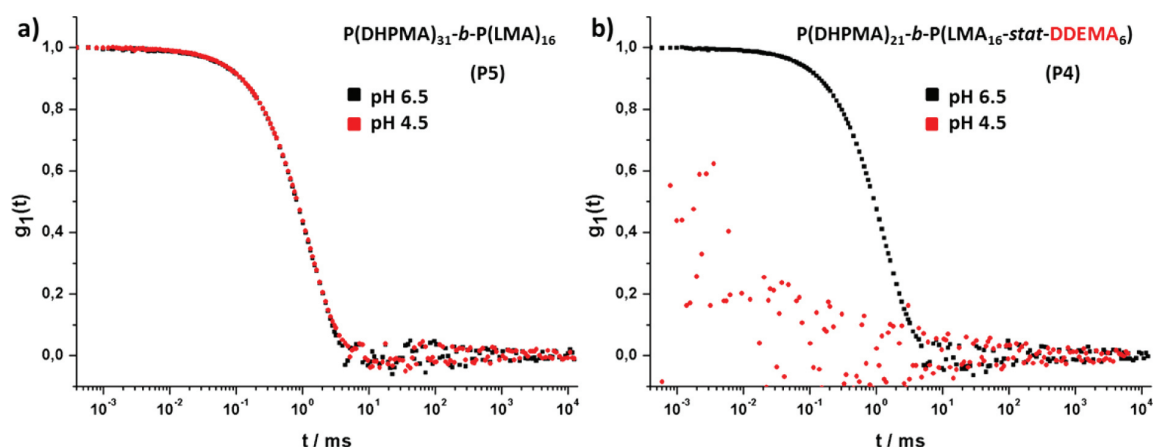 a)
P(DHPMA)31-b-P(LMA)16
(P5)
pH 6.5
pH 4.5
1,0
0,8
0,6
0,4
0,2
0,0
g1(t)
10-3 10-2 10-1 100 101 102 103 104
t / ms
b)
P(DHPMA)21-b-P(LMA16-stat-DDEMA6)
(P4)
pH 6.5
pH 4.5
1,0
0,8
0,6
0,4
0,2
0,0
g1(t)
10-3 10-2 10-1 100 101 102 103 104
t / ms